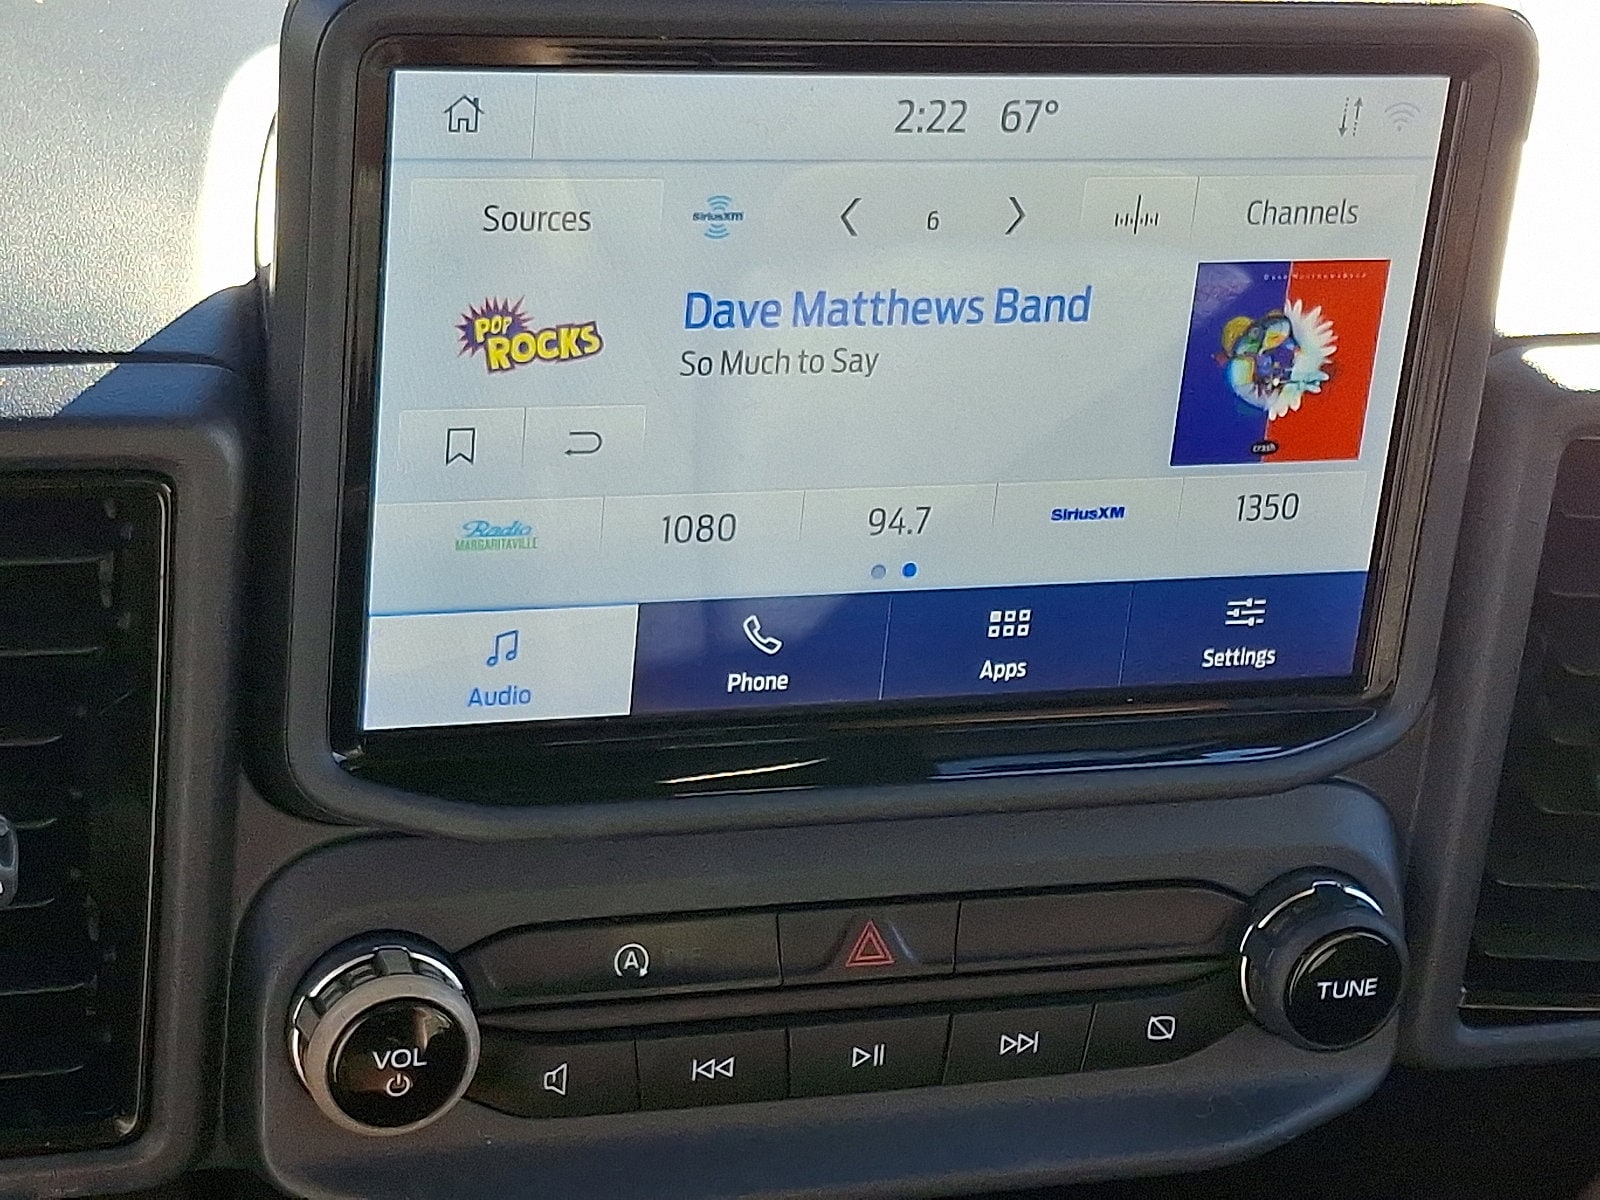 2:22 67°
Sources SiriusXM 6 Channels
POP
ROCKS
Dave Matthews Band
So Much to Say
crash
Radio
MARGARITAVILLE
1080 94.7 SiriusXM 1350
Audio Phone Apps Settings
A
TUNE
VOL